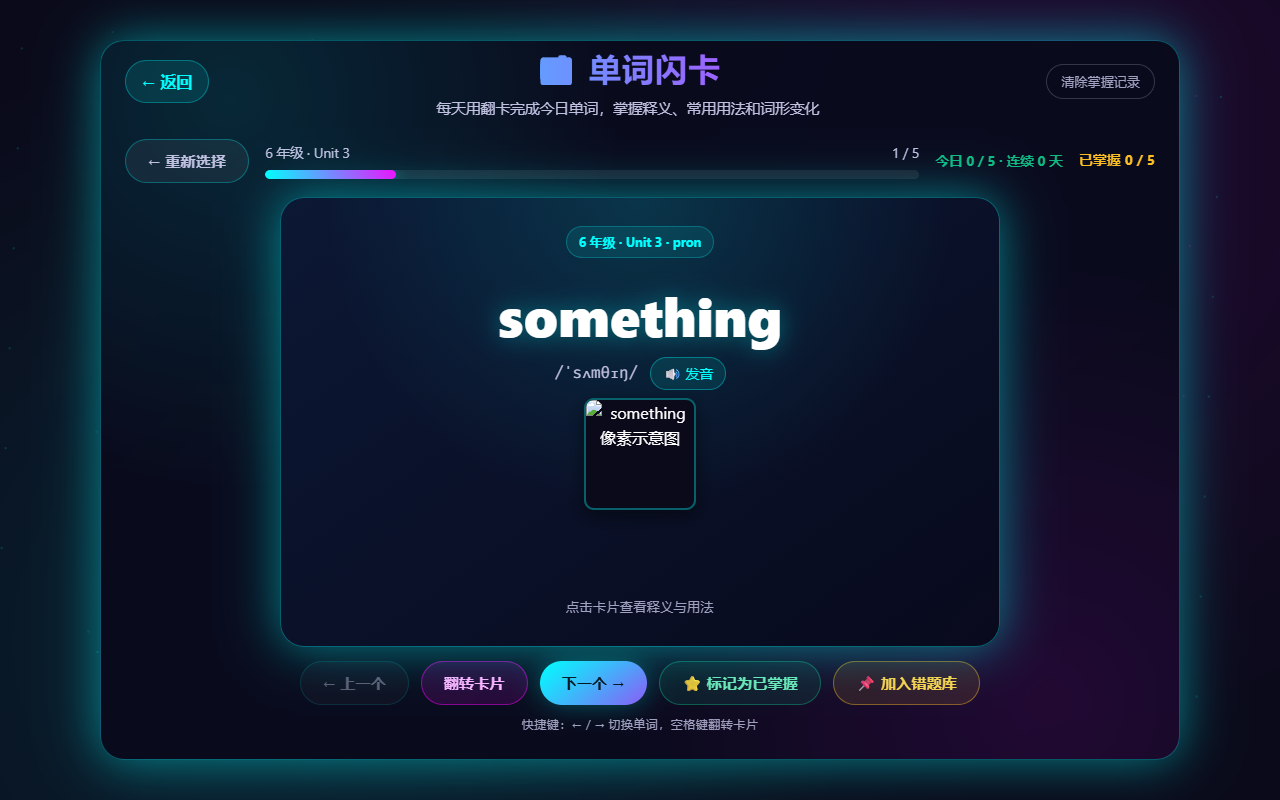 ← 返回
单词闪卡
清除掌握记录
每天用翻卡完成今日单词，掌握释义、常用用法和词形变化
← 重新选择
6 年级 · Unit 3
1 / 5
今日 0 / 5 · 连续 0 天
已掌握 0 / 5
6 年级 · Unit 3 · pron
something
/ˈsʌmθɪŋ/
🔊 发音
something
像素示意图
点击卡片查看释义与用法
← 上一个
翻转卡片
下一个 →
⭐ 标记为已掌握
📌 加入错题库
快捷键：← / → 切换单词，空格键翻转卡片